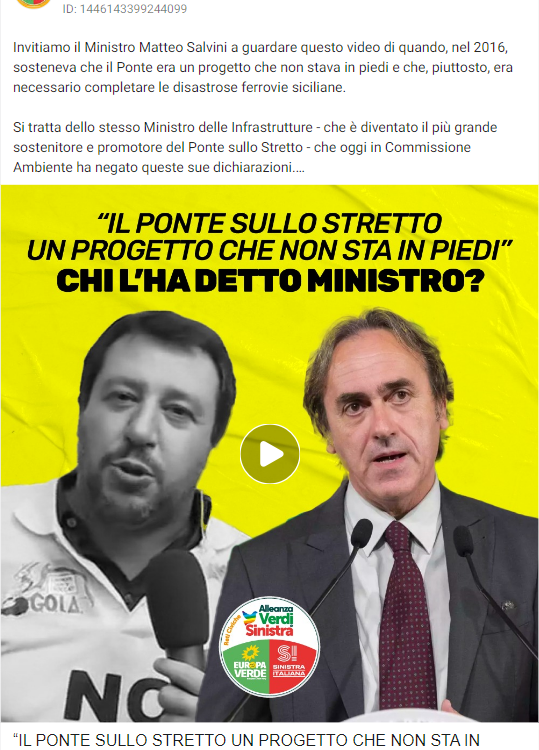 ID: 1446143399244099
Invitiamo il Ministro Matteo Salvini a guardare questo video di quando, nel 2016,
sosteneva che il Ponte era un progetto che non stava in piedi e che, piuttosto, era
necessario completare le disastrose ferrovie siciliane.
Si tratta dello stesso Ministro delle Infrastrutture - che è diventato il più grande
sostenitore e promotore del Ponte sullo Stretto - che oggi in Commissione
Ambiente ha negato queste sue dichiarazioni....
“IL PONTE SULLO STRETTO
UN PROGETTO CHE NON STA IN PIEDI”
CHI L’HA DETTO MINISTRO?
GOLA
NO
Reti Civiche
Alleanza
Verdi
Sinistra
EUROPA
VERDE
SI
SINISTRA
ITALIANA
“IL PONTE SULLO STRETTO UN PROGETTO CHE NON STA IN